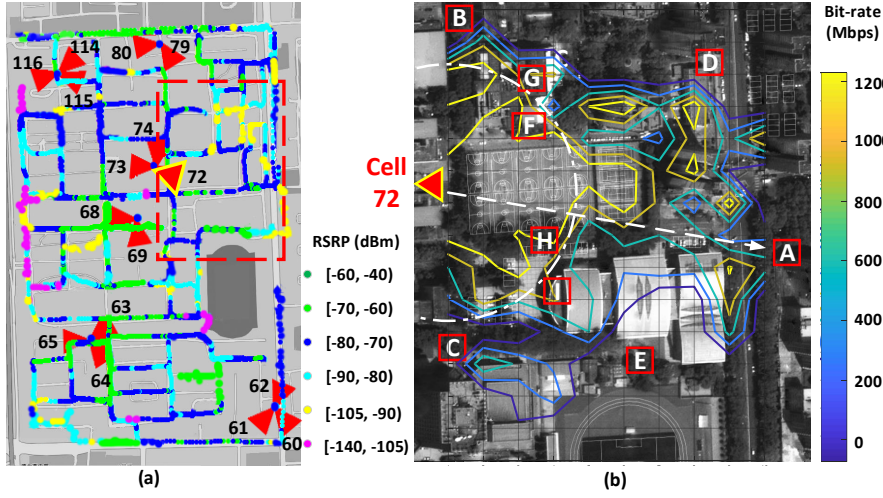 114
80
79
116
115
74
73
72
68
69
63
65
64
62
61
60
RSRP (dBm)
[-60, -40)
[-70, -60)
[-80, -70)
[-90, -80)
[-105, -90)
[-140, -105)
(a)
Cell
72
B
G
D
F
A
H
C
E
(b)
Bit-rate
(Mbps)
1200
1000
800
600
400
200
0